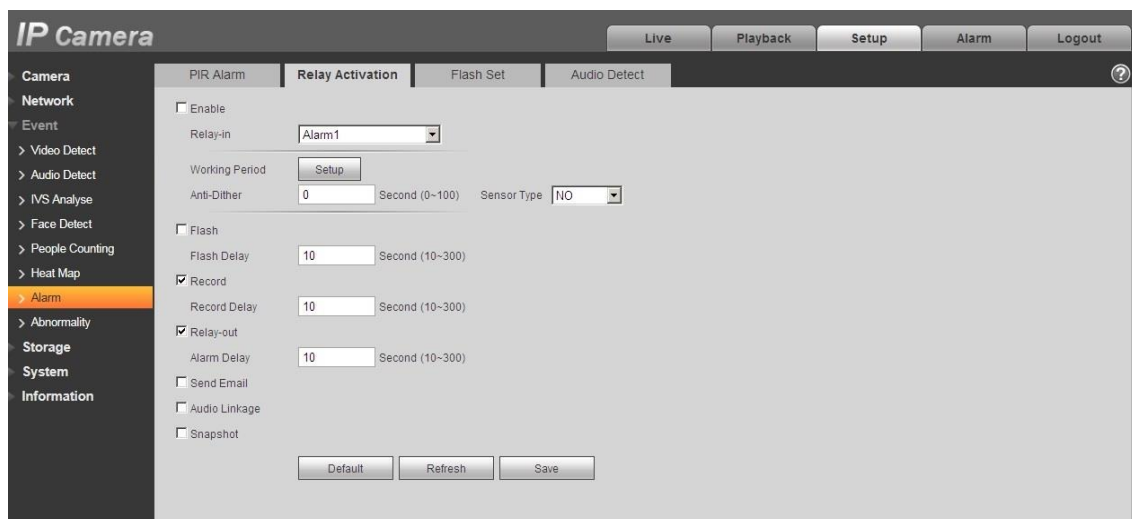 IP Camera
Live Playback Setup Alarm Logout
Camera
Network
Event
> Video Detect
> Audio Detect
> IVS Analyse
> Face Detect
> People Counting
> Heat Map
> Alarm
> Abnormality
Storage
System
Information
PIR Alarm Relay Activation Flash Set Audio Detect
?
Enable
Relay-in Alarm1
Working Period Setup
Anti-Dither 0 Second (0~100) Sensor Type NO
Flash
Flash Delay 10 Second (10~300)
Record
Record Delay 10 Second (10~300)
Relay-out
Alarm Delay 10 Second (10~300)
Send Email
Audio Linkage
Snapshot
Default Refresh Save